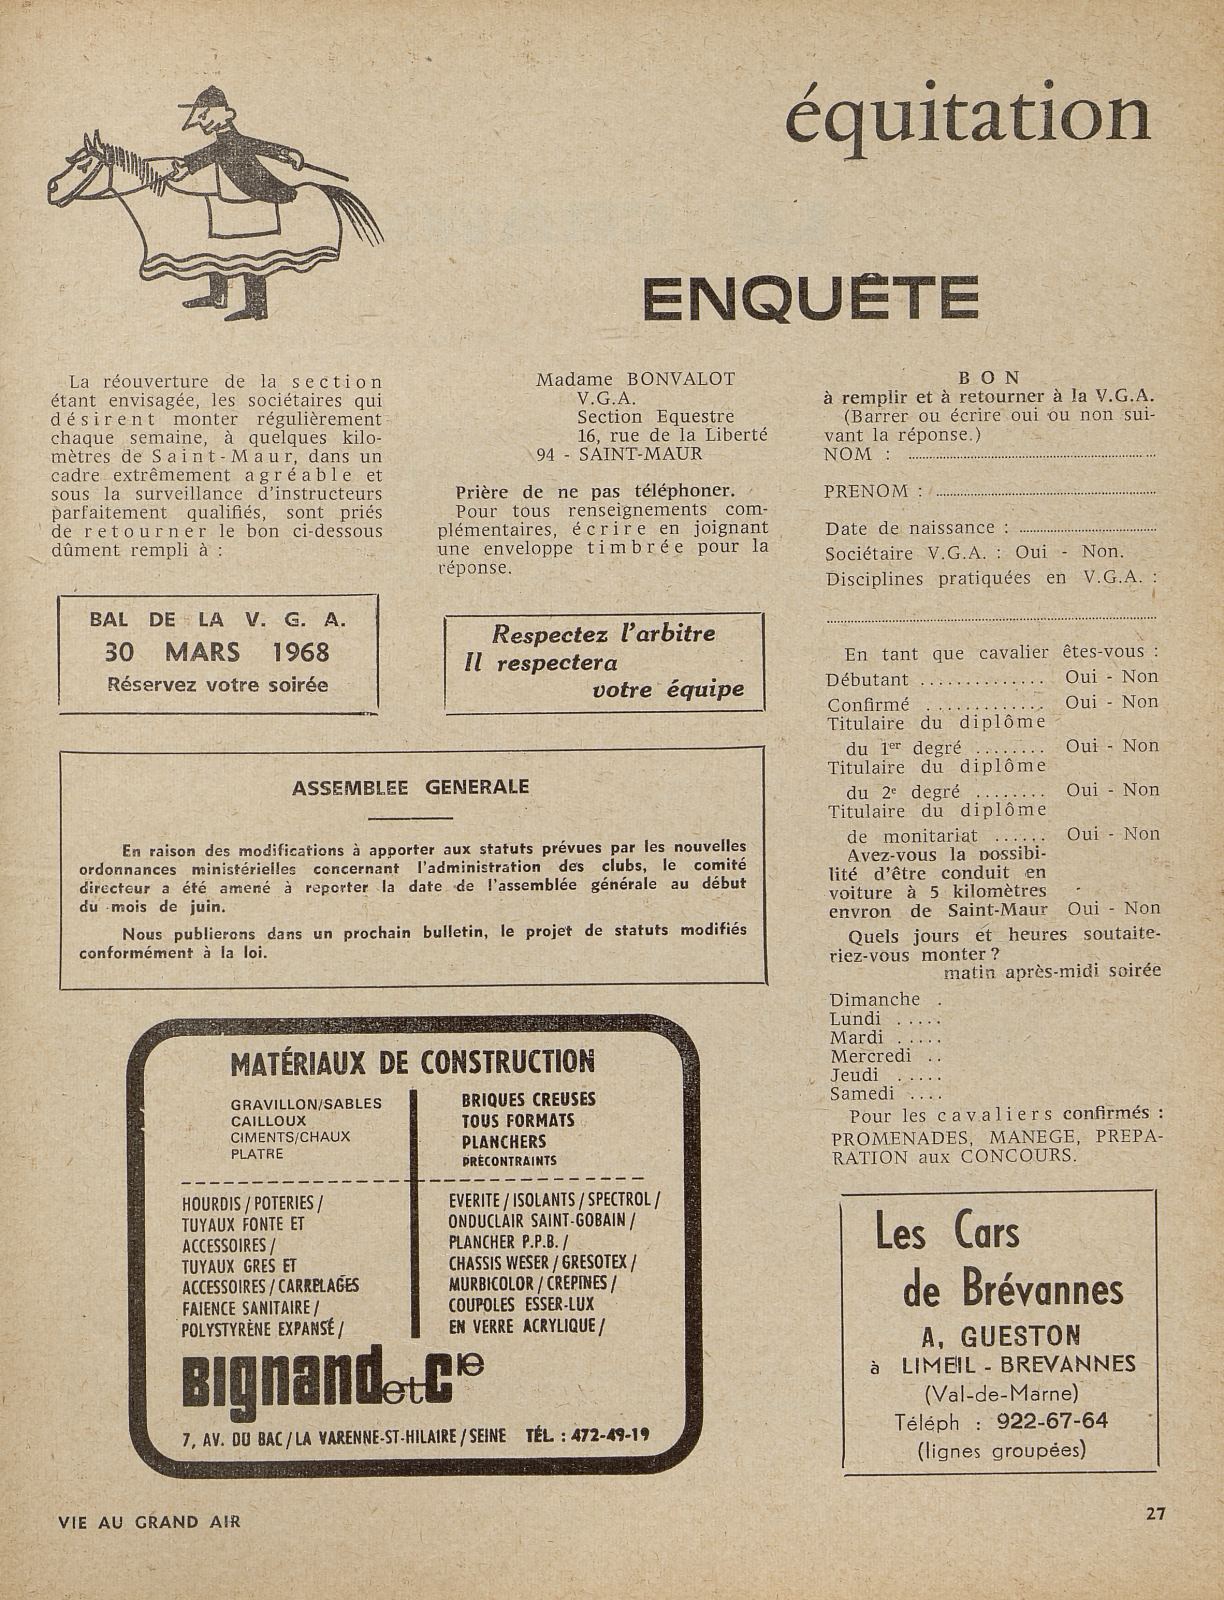 équitation
ENQUÊTE
La réouverture de la section
étant envisagée, les sociétaires qui
désirent monter régulièrement
chaque semaine, à quelques kilo-
mètres de Saint-Maur, dans un
cadre extrêmement agréable et
sous la surveillance d'instructeurs
parfaitement qualifiés, sont priés
de retourner le bon ci-dessous
dûment rempli à :
Madame BONVALOT
V.G.A.
Section Equestre
16, rue de la Liberté
94 - SAINT-MAUR
Prière de ne pas téléphoner.
Pour tous renseignements com-
plémentaires, écrire en joignant
une enveloppe timbrée pour la
réponse.
BAL DE LA V. G. A.
30 MARS 1968
Réservez votre soirée
Respectez l'arbitre
Il respectera
votre équipe
ASSEMBLEE GENERALE
En raison des modifications à apporter aux statuts prévues par les nouvelles
ordonnances ministérielles concernant l'administration des clubs, le comité
directeur a été amené à reporter la date de l'assemblée générale au début
du mois de juin.
Nous publierons dans un prochain bulletin, le projet de statuts modifiés
conformément à la loi.
BON
à remplir et à retourner à la V.G.A.
(Barrer ou écrire oui ou non sui-
vant la réponse.)
NOM : ..........
PRENOM : ..........
Date de naissance : ..........
Sociétaire V.G.A. : Oui - Non.
Disciplines pratiquées en V.G.A. :
..........
En tant que cavalier êtes-vous :
Débutant ............. Oui - Non
Confirmé ............ Oui - Non
Titulaire du diplôme
du 1er degré ........ Oui - Non
Titulaire du diplôme
du 2e degré ........ Oui - Non
Titulaire du diplôme
de monitariat ...... Oui - Non
Avez-vous la possibi-
lité d'être conduit en
voiture à 5 kilomètres
envron de Saint-Maur Oui - Non
Quels jours et heures soutaite-
riez-vous monter ?
matin après-midi soirée
Dimanche .
Lundi .....
Mardi .....
Mercredi ..
Jeudi .....
Samedi ....
Pour les cavaliers confirmés :
PROMENADES, MANEGE, PREPA-
RATION aux CONCOURS.
MATÉRIAUX DE CONSTRUCTION
GRAVILLON/SABLES
CAILLOUX
CIMENTS/CHAUX
PLATRE
BRIQUES CREUSES
TOUS FORMATS
PLANCHERS
PRÉCONTRAINTS
HOURDIS/POTERIES/
TUYAUX FONTE ET
ACCESSOIRES/
TUYAUX GRES ET
ACCESSOIRES/CARRELAGES
FAIENCE SANITAIRE/
POLYSTYRÈNE EXPANSÉ/
EVERITE/ISOLANTS/SPECTROL/
ONDUCLAIR SAINT-GOBAIN/
PLANCHER P.P.B./
CHASSIS WESER/GRESOTEX/
MURBICOLOR/CREPINES/
COUPOLES ESSER-LUX
EN VERRE ACRYLIQUE/
Bignand et Cie
7, AV. DU BAC/LA VARENNE-ST-HILAIRE/SEINE TÉL. : 472-49-19
Les Cars
de Brévannes
A. GUESTON
à LIMEIL - BREVANNES
(Val-de-Marne)
Téléph : 922-67-64
(lignes groupées)
VIE AU GRAND AIR
27